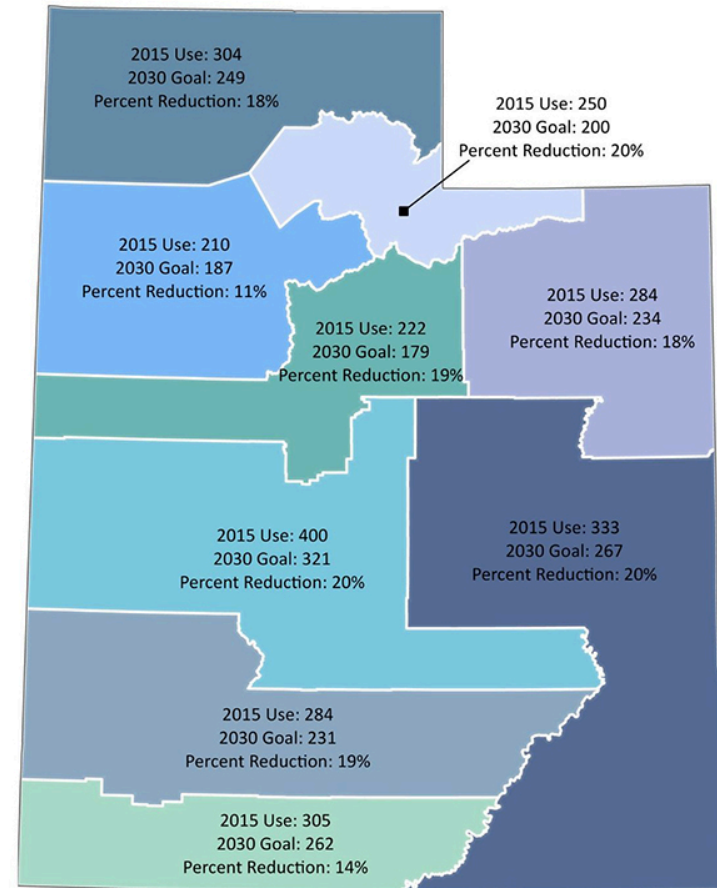 2015 Use: 304
2030 Goal: 249
Percent Reduction: 18%
2015 Use: 250
2030 Goal: 200
Percent Reduction: 20%
2015 Use: 210
2030 Goal: 187
Percent Reduction: 11%
2015 Use: 284
2030 Goal: 234
Percent Reduction: 18%
2015 Use: 222
2030 Goal: 179
Percent Reduction: 19%
2015 Use: 400
2030 Goal: 321
Percent Reduction: 20%
2015 Use: 333
2030 Goal: 267
Percent Reduction: 20%
2015 Use: 284
2030 Goal: 231
Percent Reduction: 19%
2015 Use: 305
2030 Goal: 262
Percent Reduction: 14%